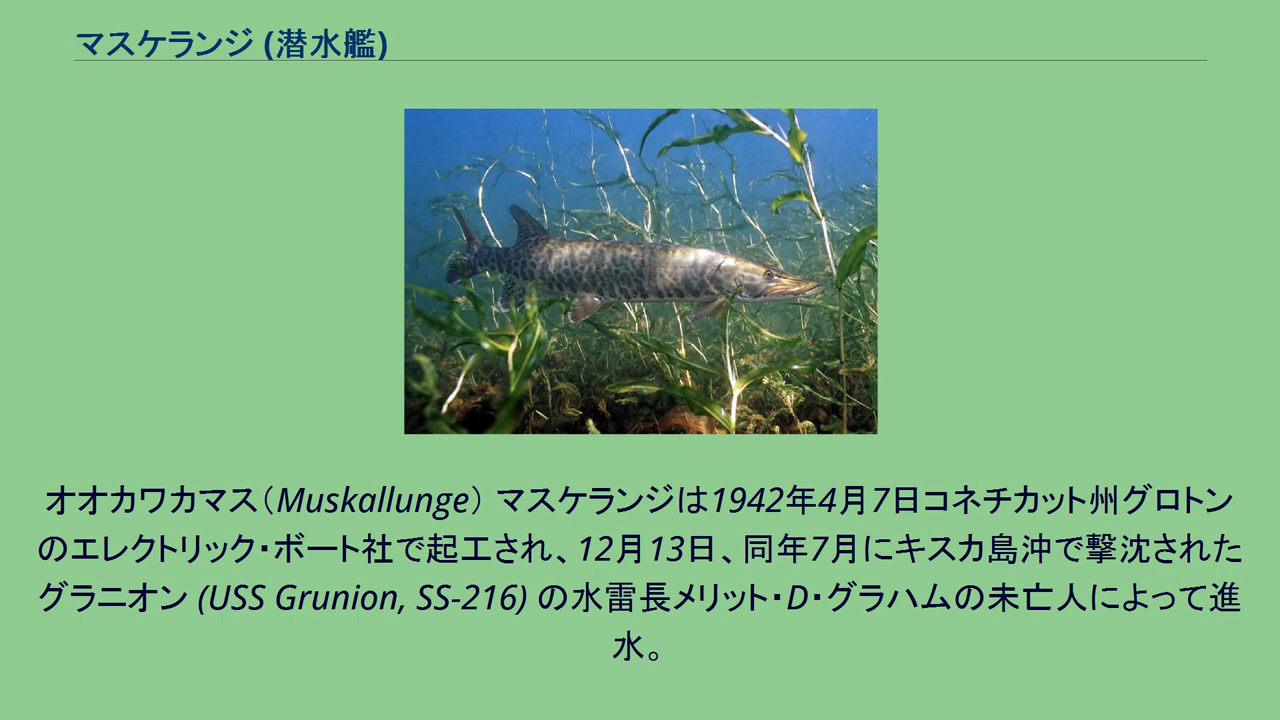 マスケランジ (潜水艦)
オオカワカマス（Muskallunge） マスケランジは1942年4月7日コネチカット州グロトン
のエレクトリック・ボート社で起工され、12月13日、同年7月にキスカ島沖で撃沈された
グラニオン (USS Grunion, SS-216) の水雷長メリット・D・グラハムの未亡人によって進
水。